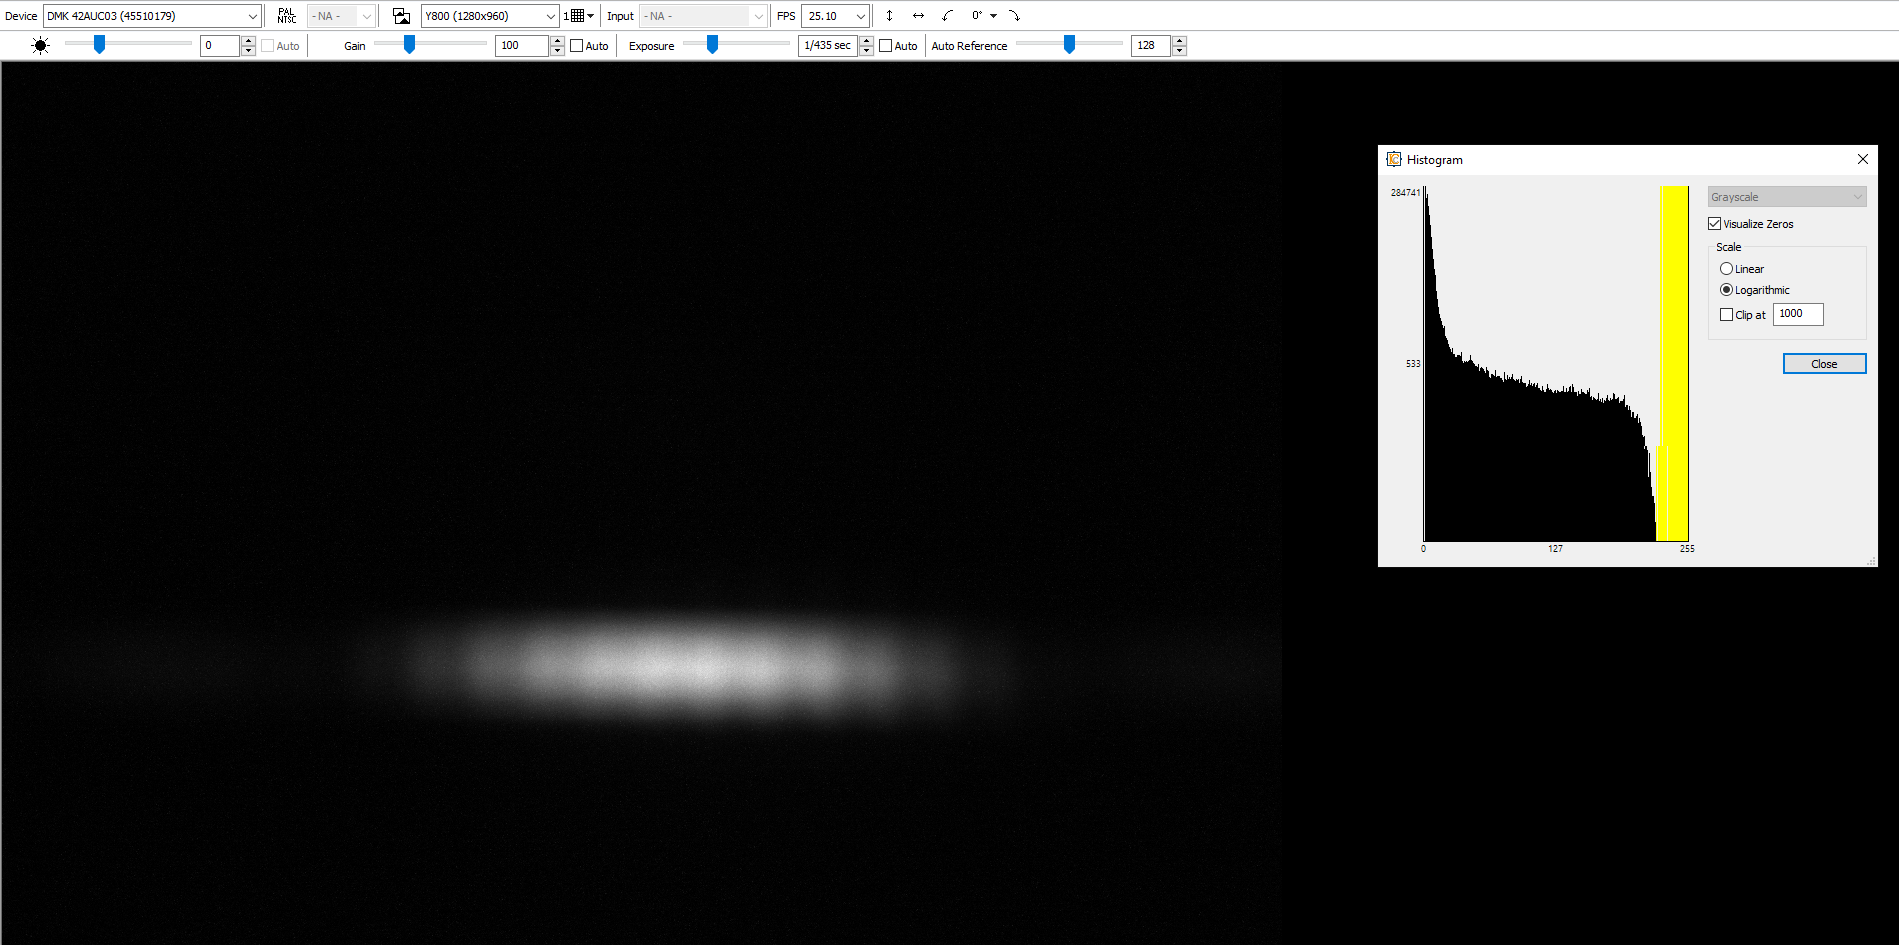 Device DMK 42AUC03 (45510179) PAL NTSC - NA - Y800 (1280x960) 1 Input - NA - FPS 25.10 0°
0 Auto Gain 100 Auto Exposure 1/435 sec Auto Auto Reference 128
Histogram
284741
Grayscale
Visualize Zeros
Scale
Linear
Logarithmic
Clip at 1000
533
Close
0 127 255